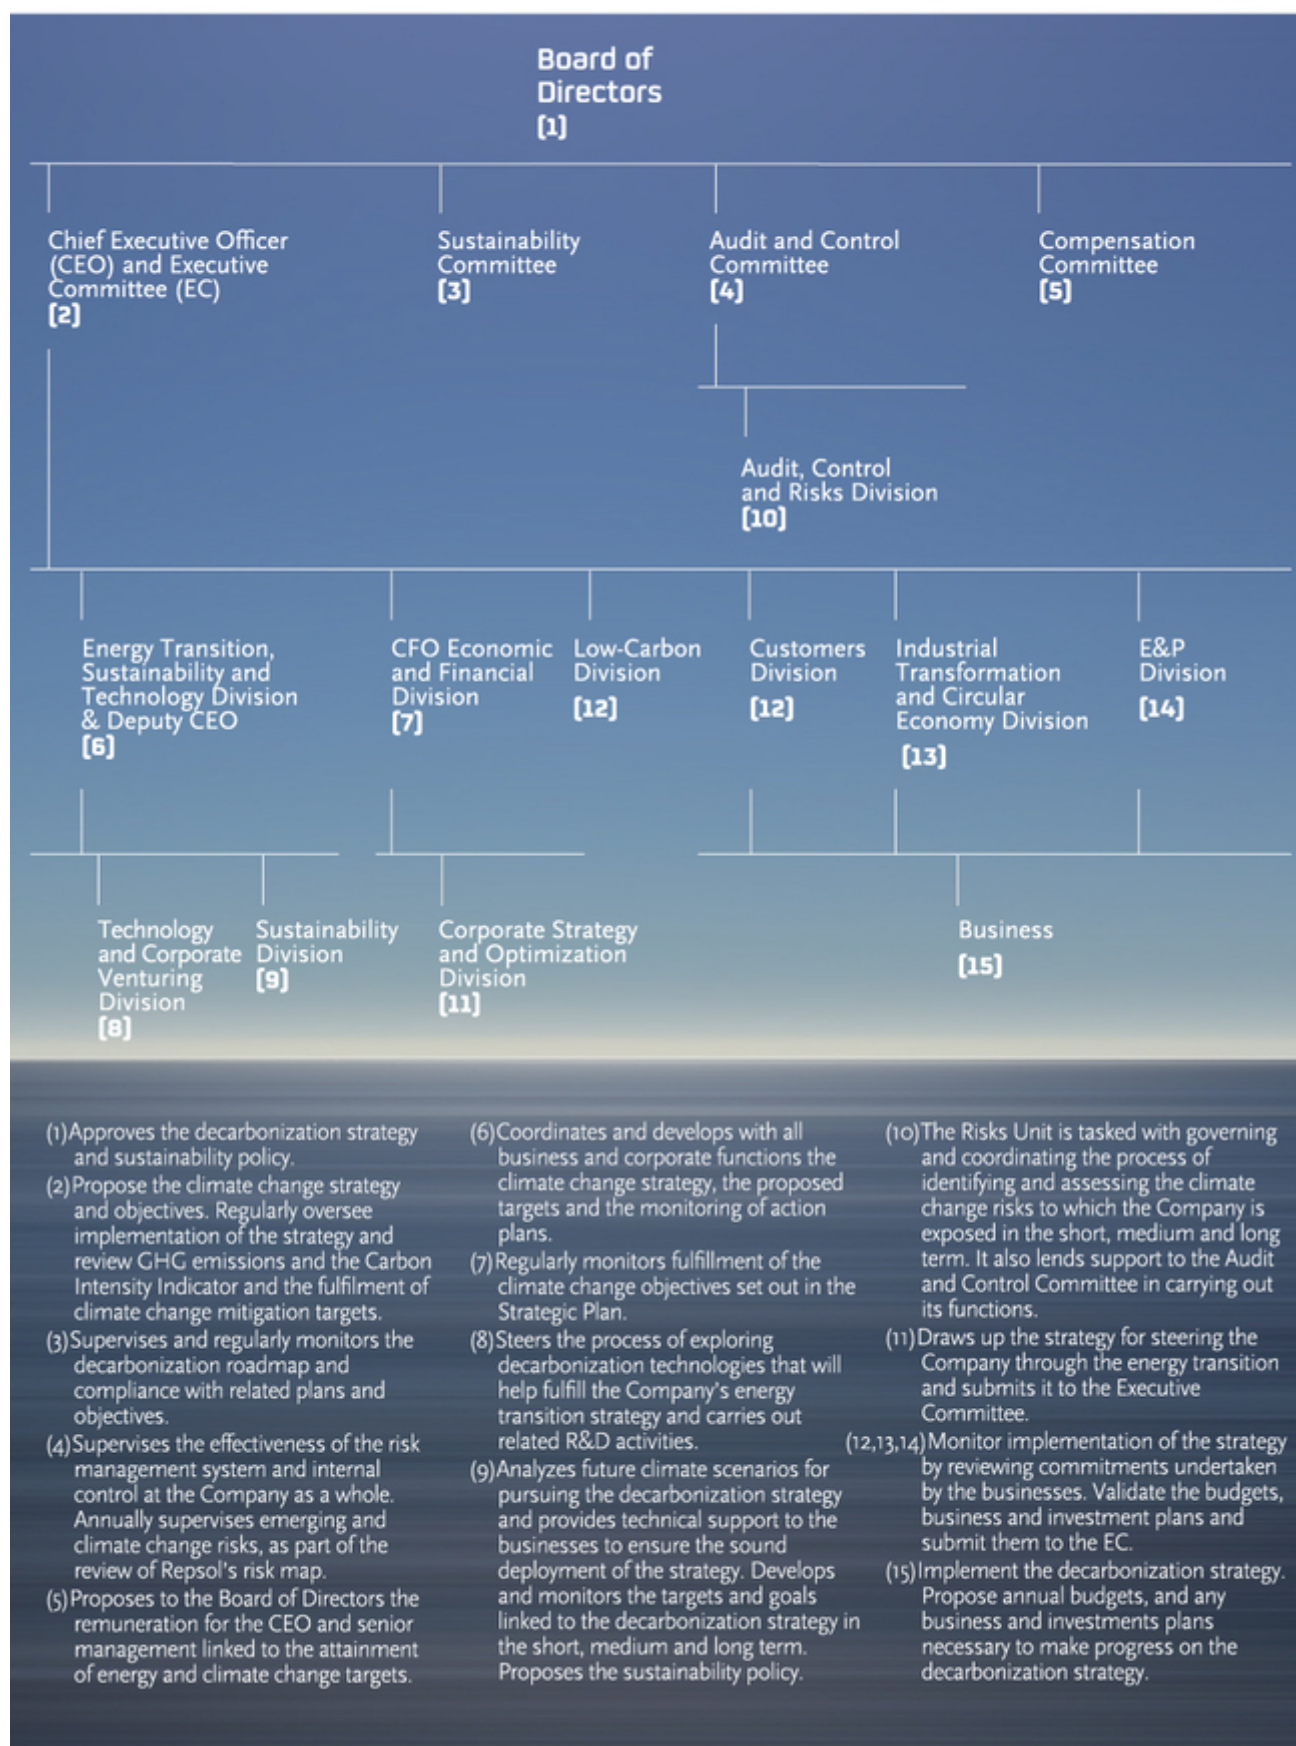 Board of
Directors
[1]
Chief Executive Officer
(CEO) and Executive
Committee (EC)
[2]
Sustainability
Committee
[3]
Audit and Control
Committee
[4]
Compensation
Committee
[5]
Audit, Control
and Risks Division
[10]
Energy Transition,
Sustainability and
Technology Division
& Deputy CEO
[6]
CFO Economic
and Financial
Division
[7]
Low-Carbon
Division
[12]
Customers
Division
[12]
Industrial
Transformation
and Circular
Economy Division
[13]
E&P
Division
[14]
Technology
and Corporate
Venturing
Division
[8]
Sustainability
Division
[9]
Corporate Strategy
and Optimization
Division
[11]
Business
[15]
(1)Approves the decarbonization strategy
and sustainability policy.
(2)Propose the climate change strategy
and objectives. Regularly oversee
implementation of the strategy and
review GHG emissions and the Carbon
Intensity Indicator and the fulfilment of
climate change mitigation targets.
(3)Supervises and regularly monitors the
decarbonization roadmap and
compliance with related plans and
objectives.
(4)Supervises the effectiveness of the risk
management system and internal
control at the Company as a whole.
Annually supervises emerging and
climate change risks, as part of the
review of Repsol's risk map.
(5)Proposes to the Board of Directors the
remuneration for the CEO and senior
management linked to the attainment
of energy and climate change targets.
(6)Coordinates and develops with all
business and corporate functions the
climate change strategy, the proposed
targets and the monitoring of action
plans.
(7)Regularly monitors fulfillment of the
climate change objectives set out in the
Strategic Plan.
(8)Steers the process of exploring
decarbonization technologies that will
help fulfill the Company's energy
transition strategy and carries out
related R&D activities.
(9)Analyzes future climate scenarios for
pursuing the decarbonization strategy
and provides technical support to the
businesses to ensure the sound
deployment of the strategy. Develops
and monitors the targets and goals
linked to the decarbonization strategy in
the short, medium and long term.
Proposes the sustainability policy.
(10)The Risks Unit is tasked with governing
and coordinating the process of
identifying and assessing the climate
change risks to which the Company is
exposed in the short, medium and long
term. It also lends support to the Audit
and Control Committee in carrying out
its functions.
(11)Draws up the strategy for steering the
Company through the energy transition
and submits it to the Executive
Committee.
(12,13,14)Monitor implementation of the strategy
by reviewing commitments undertaken
by the businesses. Validate the budgets,
business and investment plans and
submit them to the EC.
(15)Implement the decarbonization strategy.
Propose annual budgets, and any
business and investments plans
necessary to make progress on the
decarbonization strategy.